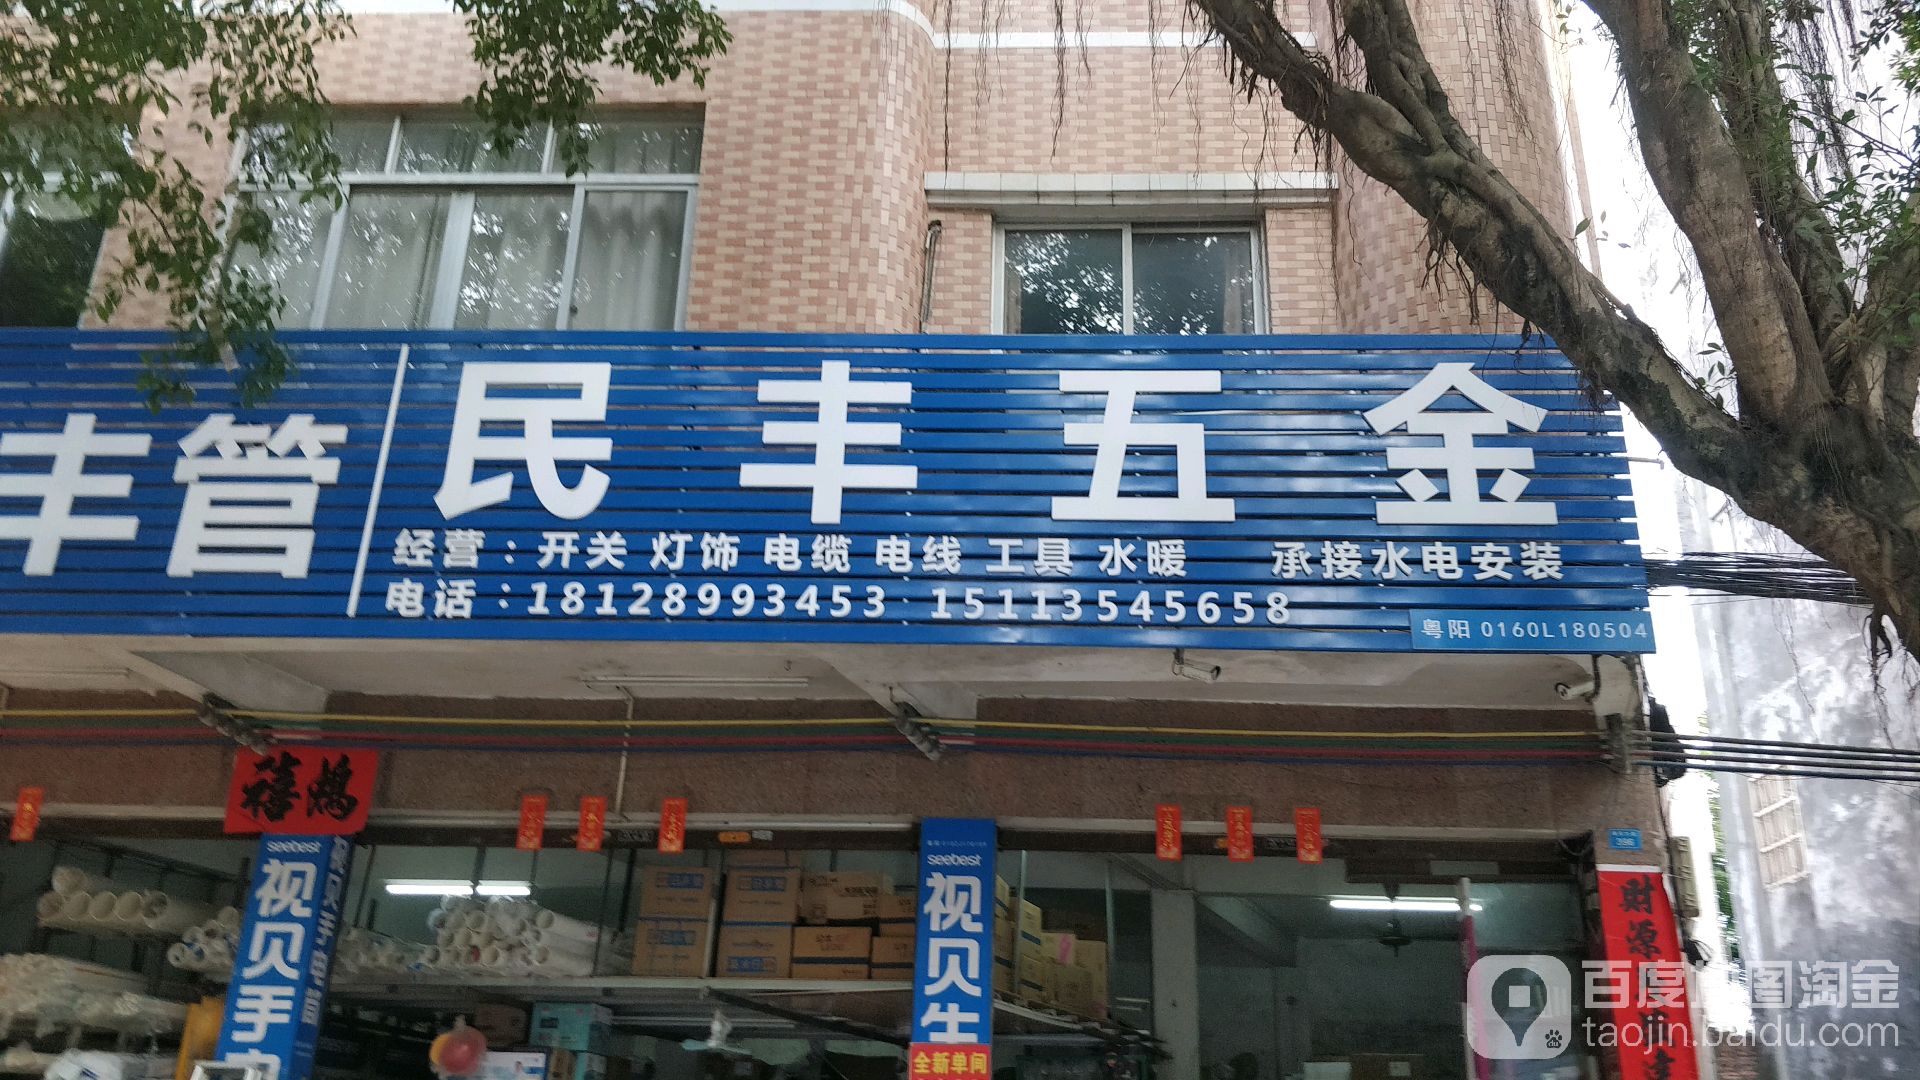 丰管
民丰五金
经营：开关 灯饰 电缆 电线 工具 水暖 承接水电安装
电话：18128993453 15113545658
粤阳 0160L180504
禧鸿
seebest
视贝手电
seebest
视贝生
全新单间
396
财源
百度地图淘金
taojin.baidu.com